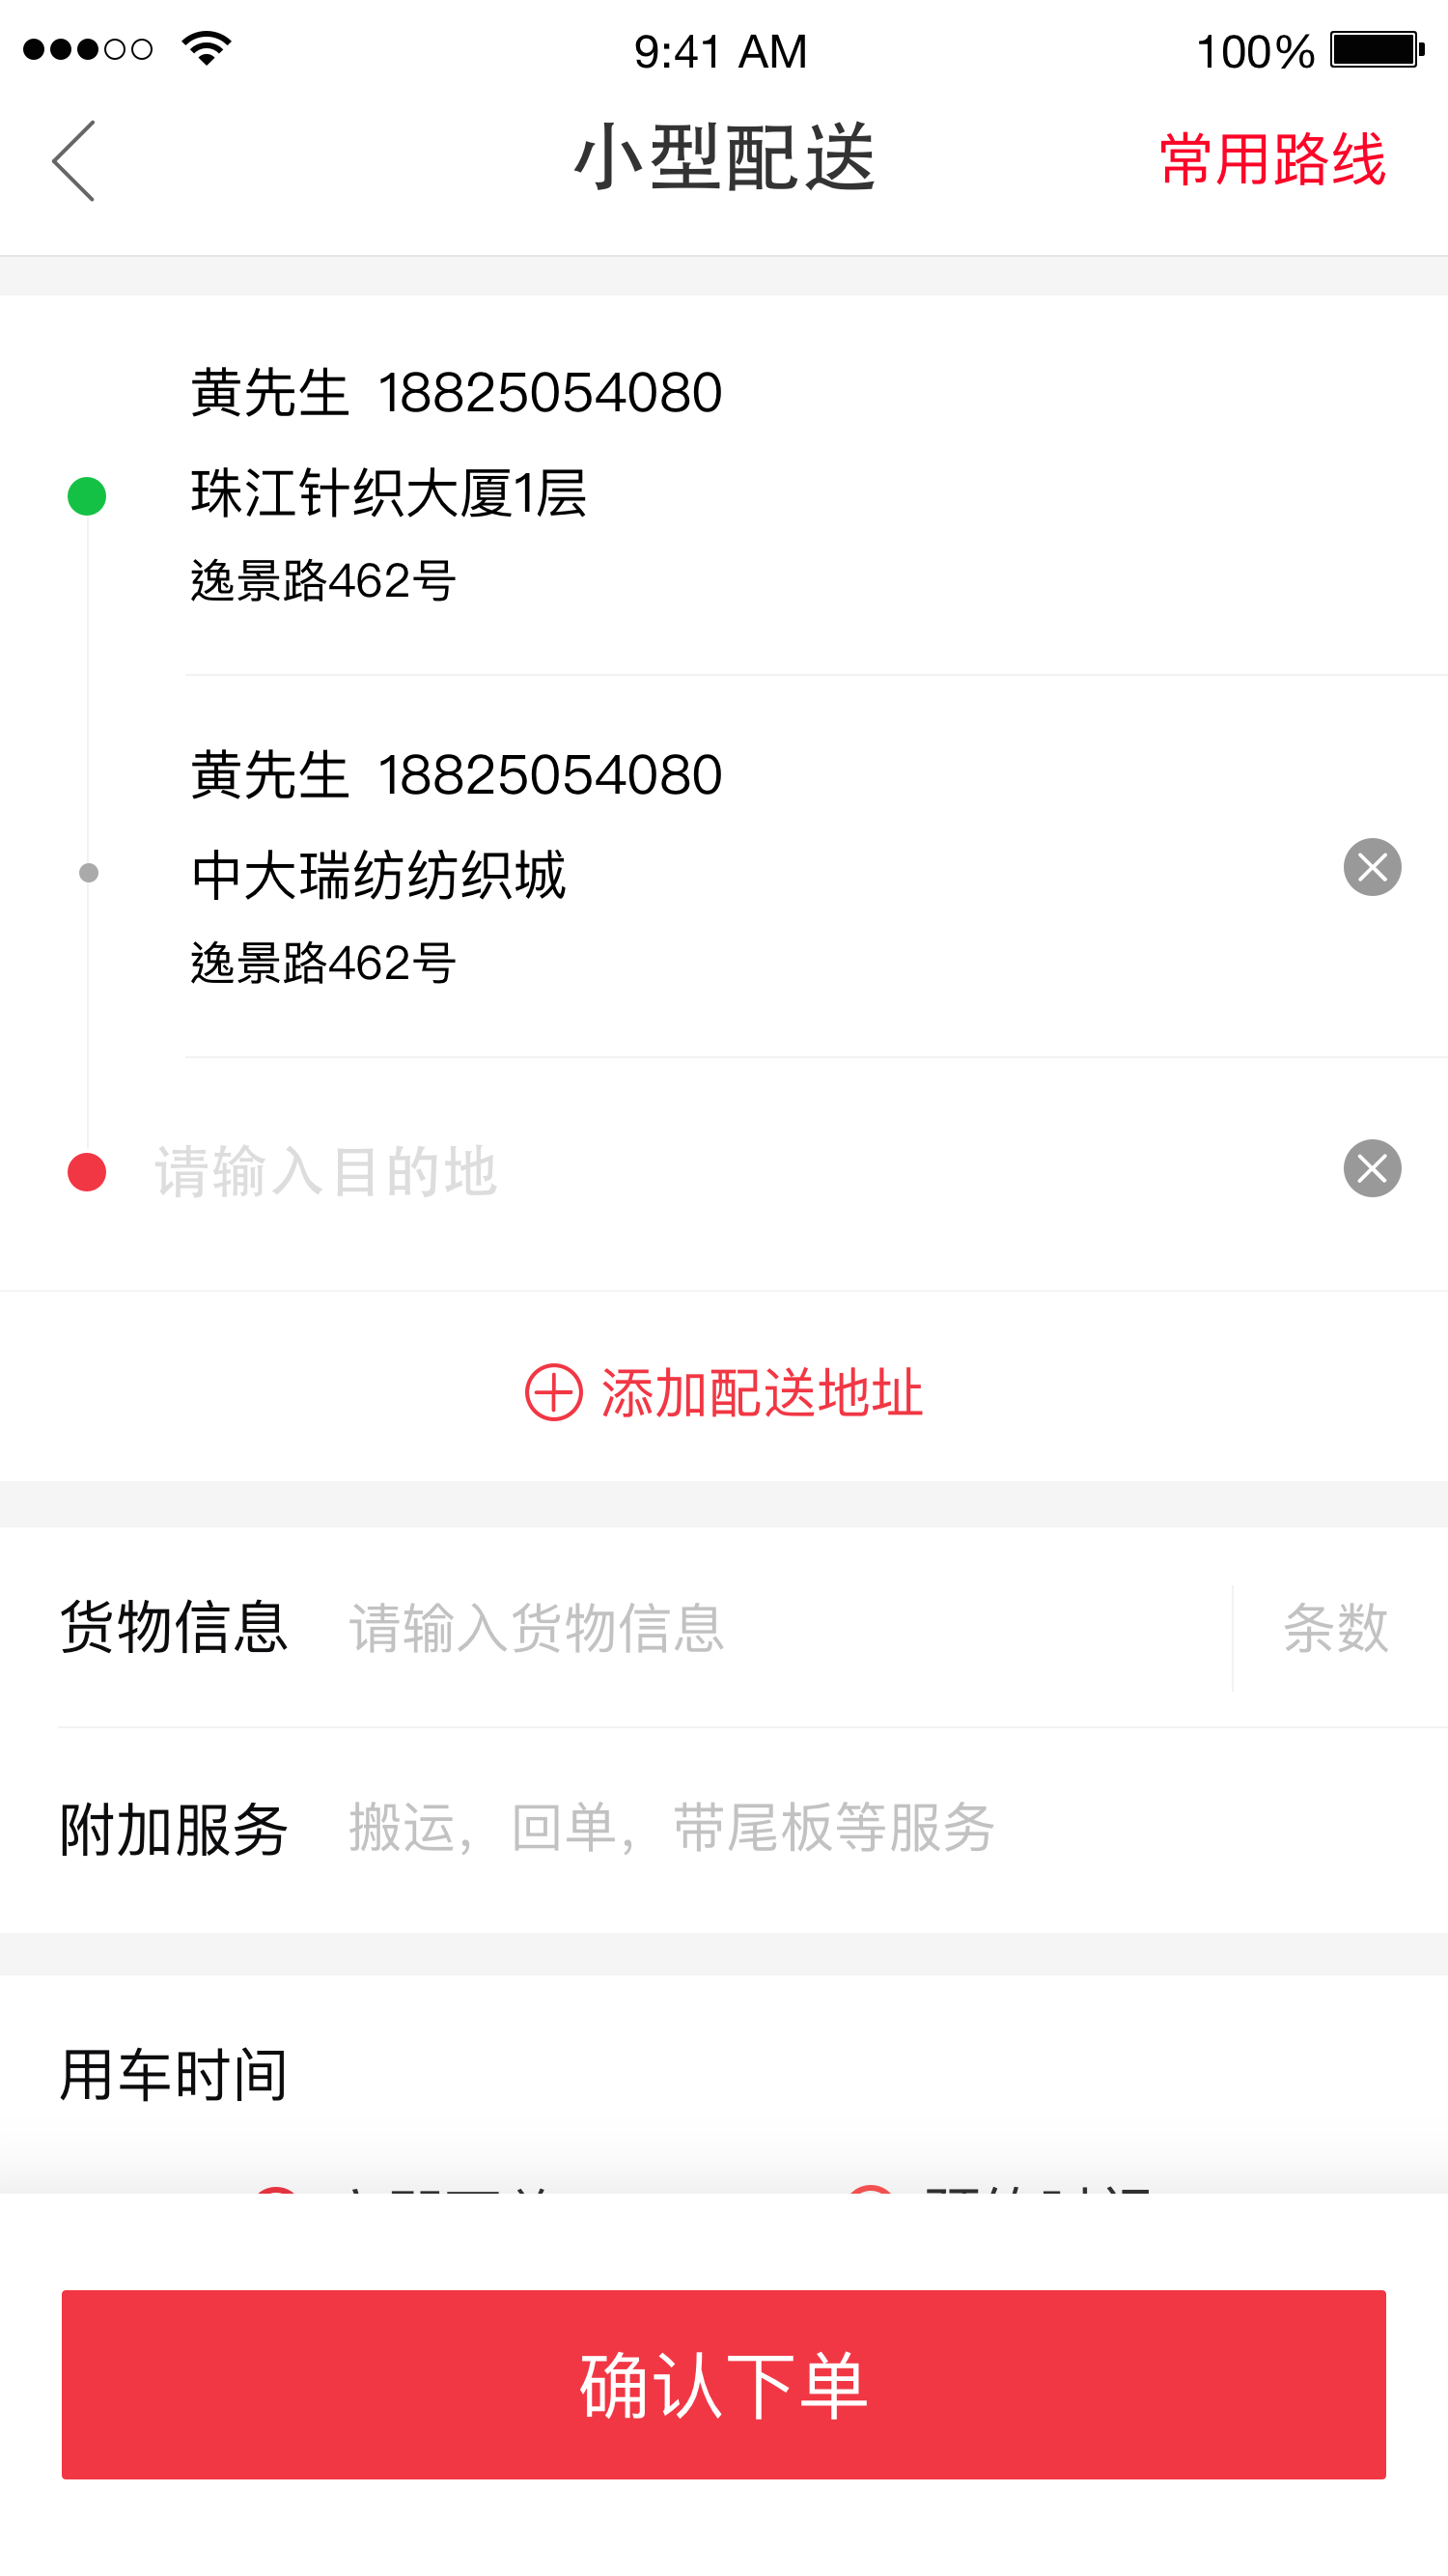 9:41 AM 100%
小型配送 常用路线
黄先生 18825054080
珠江针织大厦1层
逸景路462号
黄先生 18825054080
中大瑞纺纺织城
逸景路462号
请输入目的地
添加配送地址
货物信息 请输入货物信息 条数
附加服务 搬运，回单，带尾板等服务
用车时间
确认下单